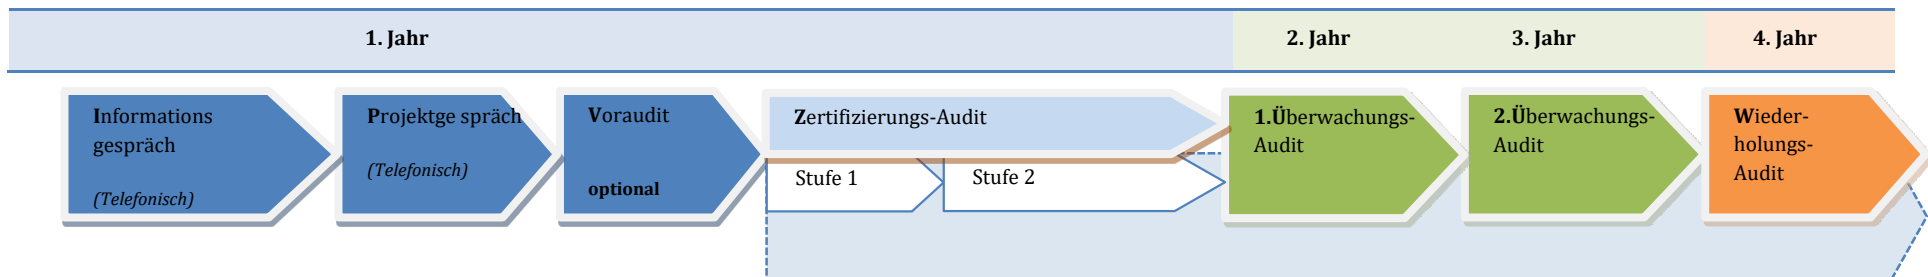 1. Jahr
2. Jahr
3. Jahr
4. Jahr
Informations
gespräch
(Telefonisch)
Projektge spräch
(Telefonisch)
Voraudit
optional
Zertifizierungs-Audit
Stufe 1
Stufe 2
1.Überwachungs-
Audit
2.Überwachungs-
Audit
Wieder-
holungs-
Audit